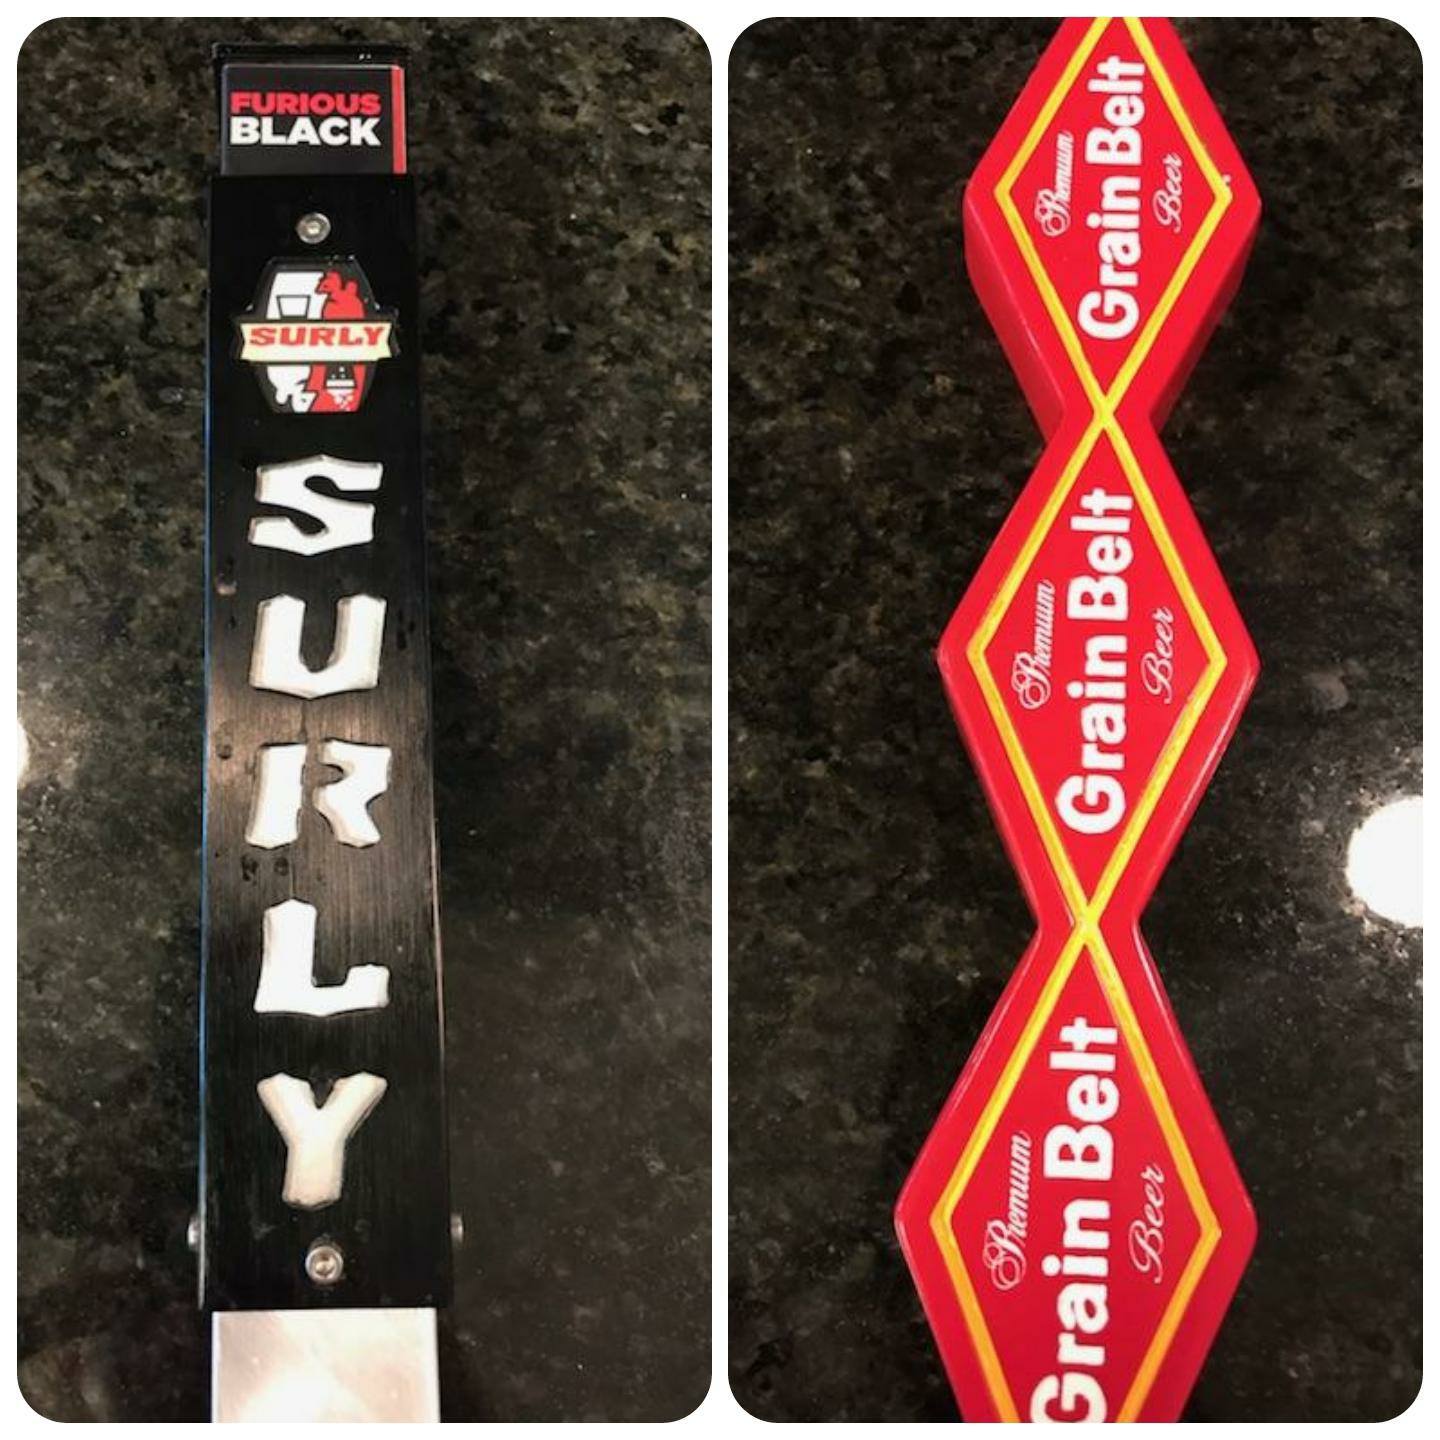 FURIOUS
BLACK
SURLY
SURLY
Premium
Grain Belt
Beer
Premium
Grain Belt
Beer
Premium
Grain Belt
Beer